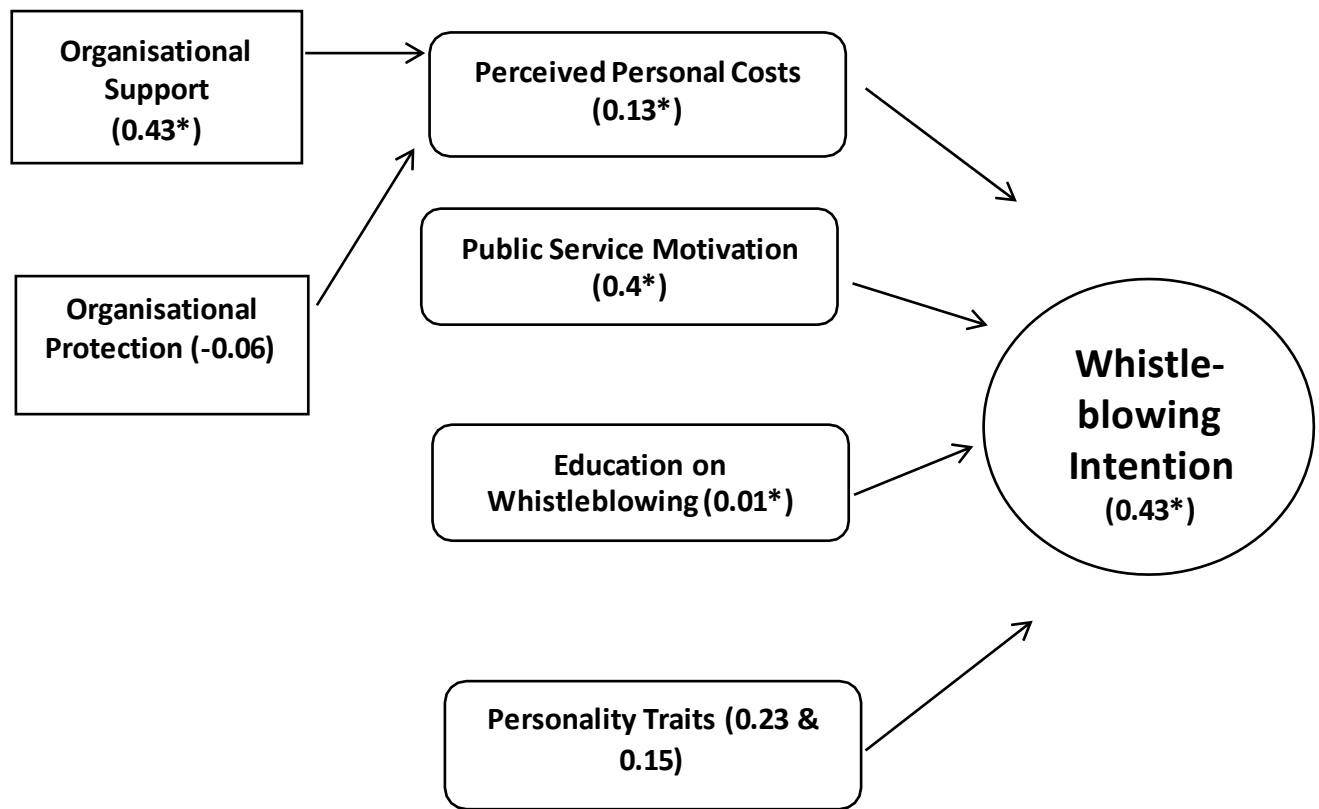 Organisational
Support
(0.43*)
Perceived Personal Costs
(0.13*)
Public Service Motivation
(0.4*)
Organisational
Protection (-0.06)
Whistle-
blowing
Intention
(0.43*)
Education on
Whistleblowing (0.01*)
Personality Traits (0.23 &
0.15)